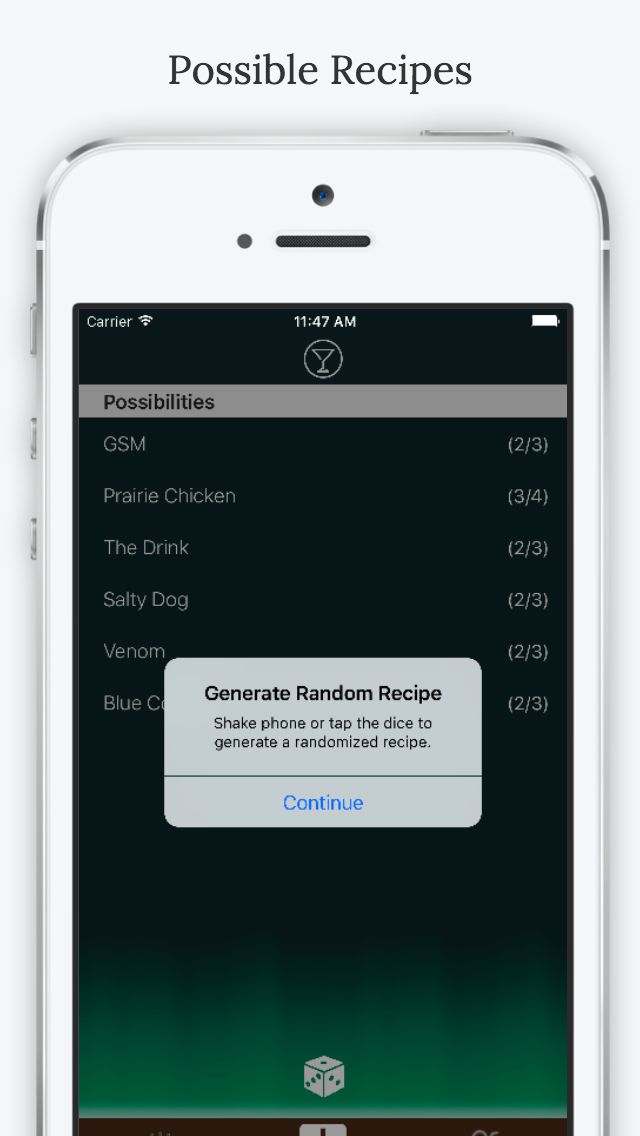 Possible Recipes
Carrier 11:47 AM
Possibilities
GSM (2/3)
Prairie Chicken (3/4)
The Drink (2/3)
Salty Dog (2/3)
Venom (2/3)
Blue (2/3)
Generate Random Recipe
Shake phone or tap the dice to
generate a randomized recipe.
Continue